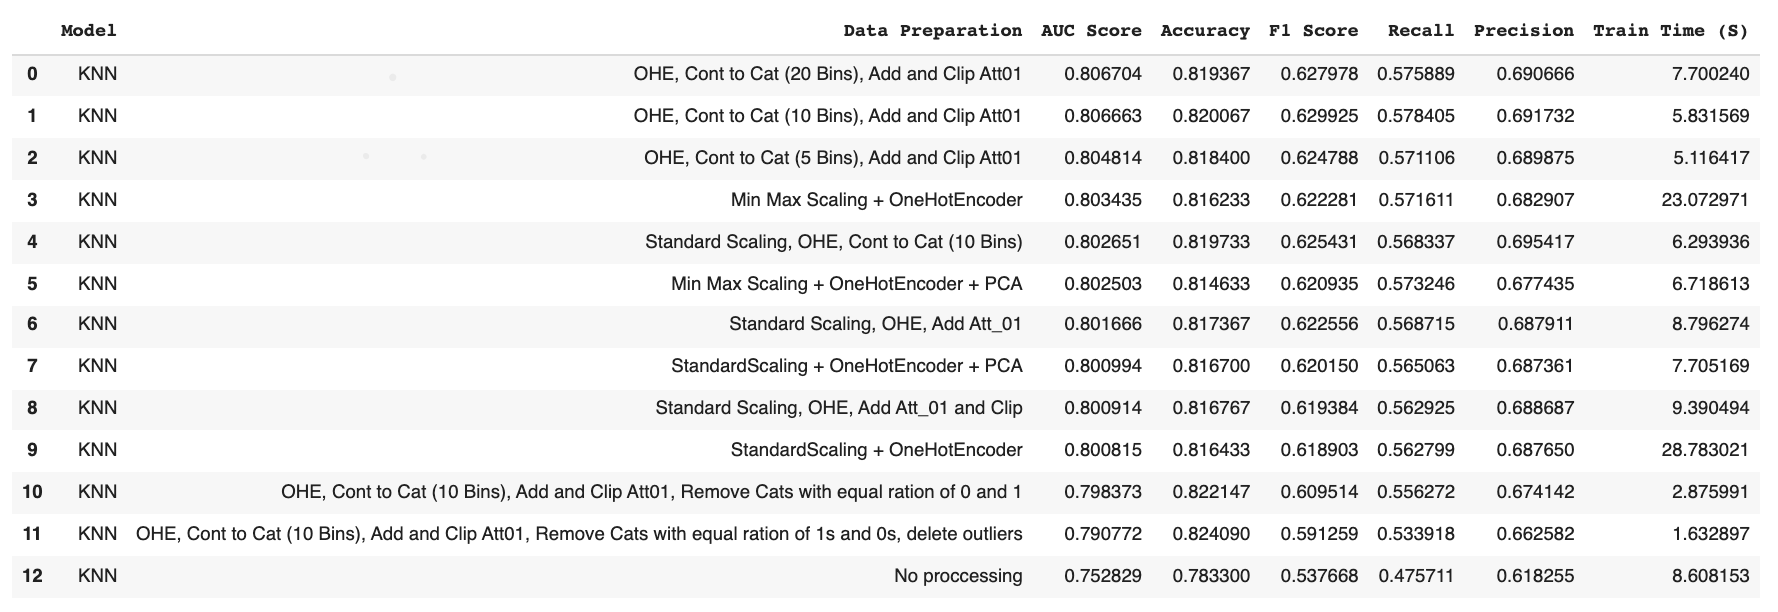 Model Data Preparation AUC Score Accuracy F1 Score Recall Precision Train Time (S)
0 KNN OHE, Cont to Cat (20 Bins), Add and Clip Att01 0.806704 0.819367 0.627978 0.575889 0.690666 7.700240
1 KNN OHE, Cont to Cat (10 Bins), Add and Clip Att01 0.806663 0.820067 0.629925 0.578405 0.691732 5.831569
2 KNN OHE, Cont to Cat (5 Bins), Add and Clip Att01 0.804814 0.818400 0.624788 0.571106 0.689875 5.116417
3 KNN Min Max Scaling + OneHotEncoder 0.803435 0.816233 0.622281 0.571611 0.682907 23.072971
4 KNN Standard Scaling, OHE, Cont to Cat (10 Bins) 0.802651 0.819733 0.625431 0.568337 0.695417 6.293936
5 KNN Min Max Scaling + OneHotEncoder + PCA 0.802503 0.814633 0.620935 0.573246 0.677435 6.718613
6 KNN Standard Scaling, OHE, Add Att_01 0.801666 0.817367 0.622556 0.568715 0.687911 8.796274
7 KNN StandardScaling + OneHotEncoder + PCA 0.800994 0.816700 0.620150 0.565063 0.687361 7.705169
8 KNN Standard Scaling, OHE, Add Att_01 and Clip 0.800914 0.816767 0.619384 0.562925 0.688687 9.390494
9 KNN StandardScaling + OneHotEncoder 0.800815 0.816433 0.618903 0.562799 0.687650 28.783021
10 KNN OHE, Cont to Cat (10 Bins), Add and Clip Att01, Remove Cats with equal ration of 0 and 1 0.798373 0.822147 0.609514 0.556272 0.674142 2.875991
11 KNN OHE, Cont to Cat (10 Bins), Add and Clip Att01, Remove Cats with equal ration of 1s and 0s, delete outliers 0.790772 0.824090 0.591259 0.533918 0.662582 1.632897
12 KNN No proccessing 0.752829 0.783300 0.537668 0.475711 0.618255 8.608153